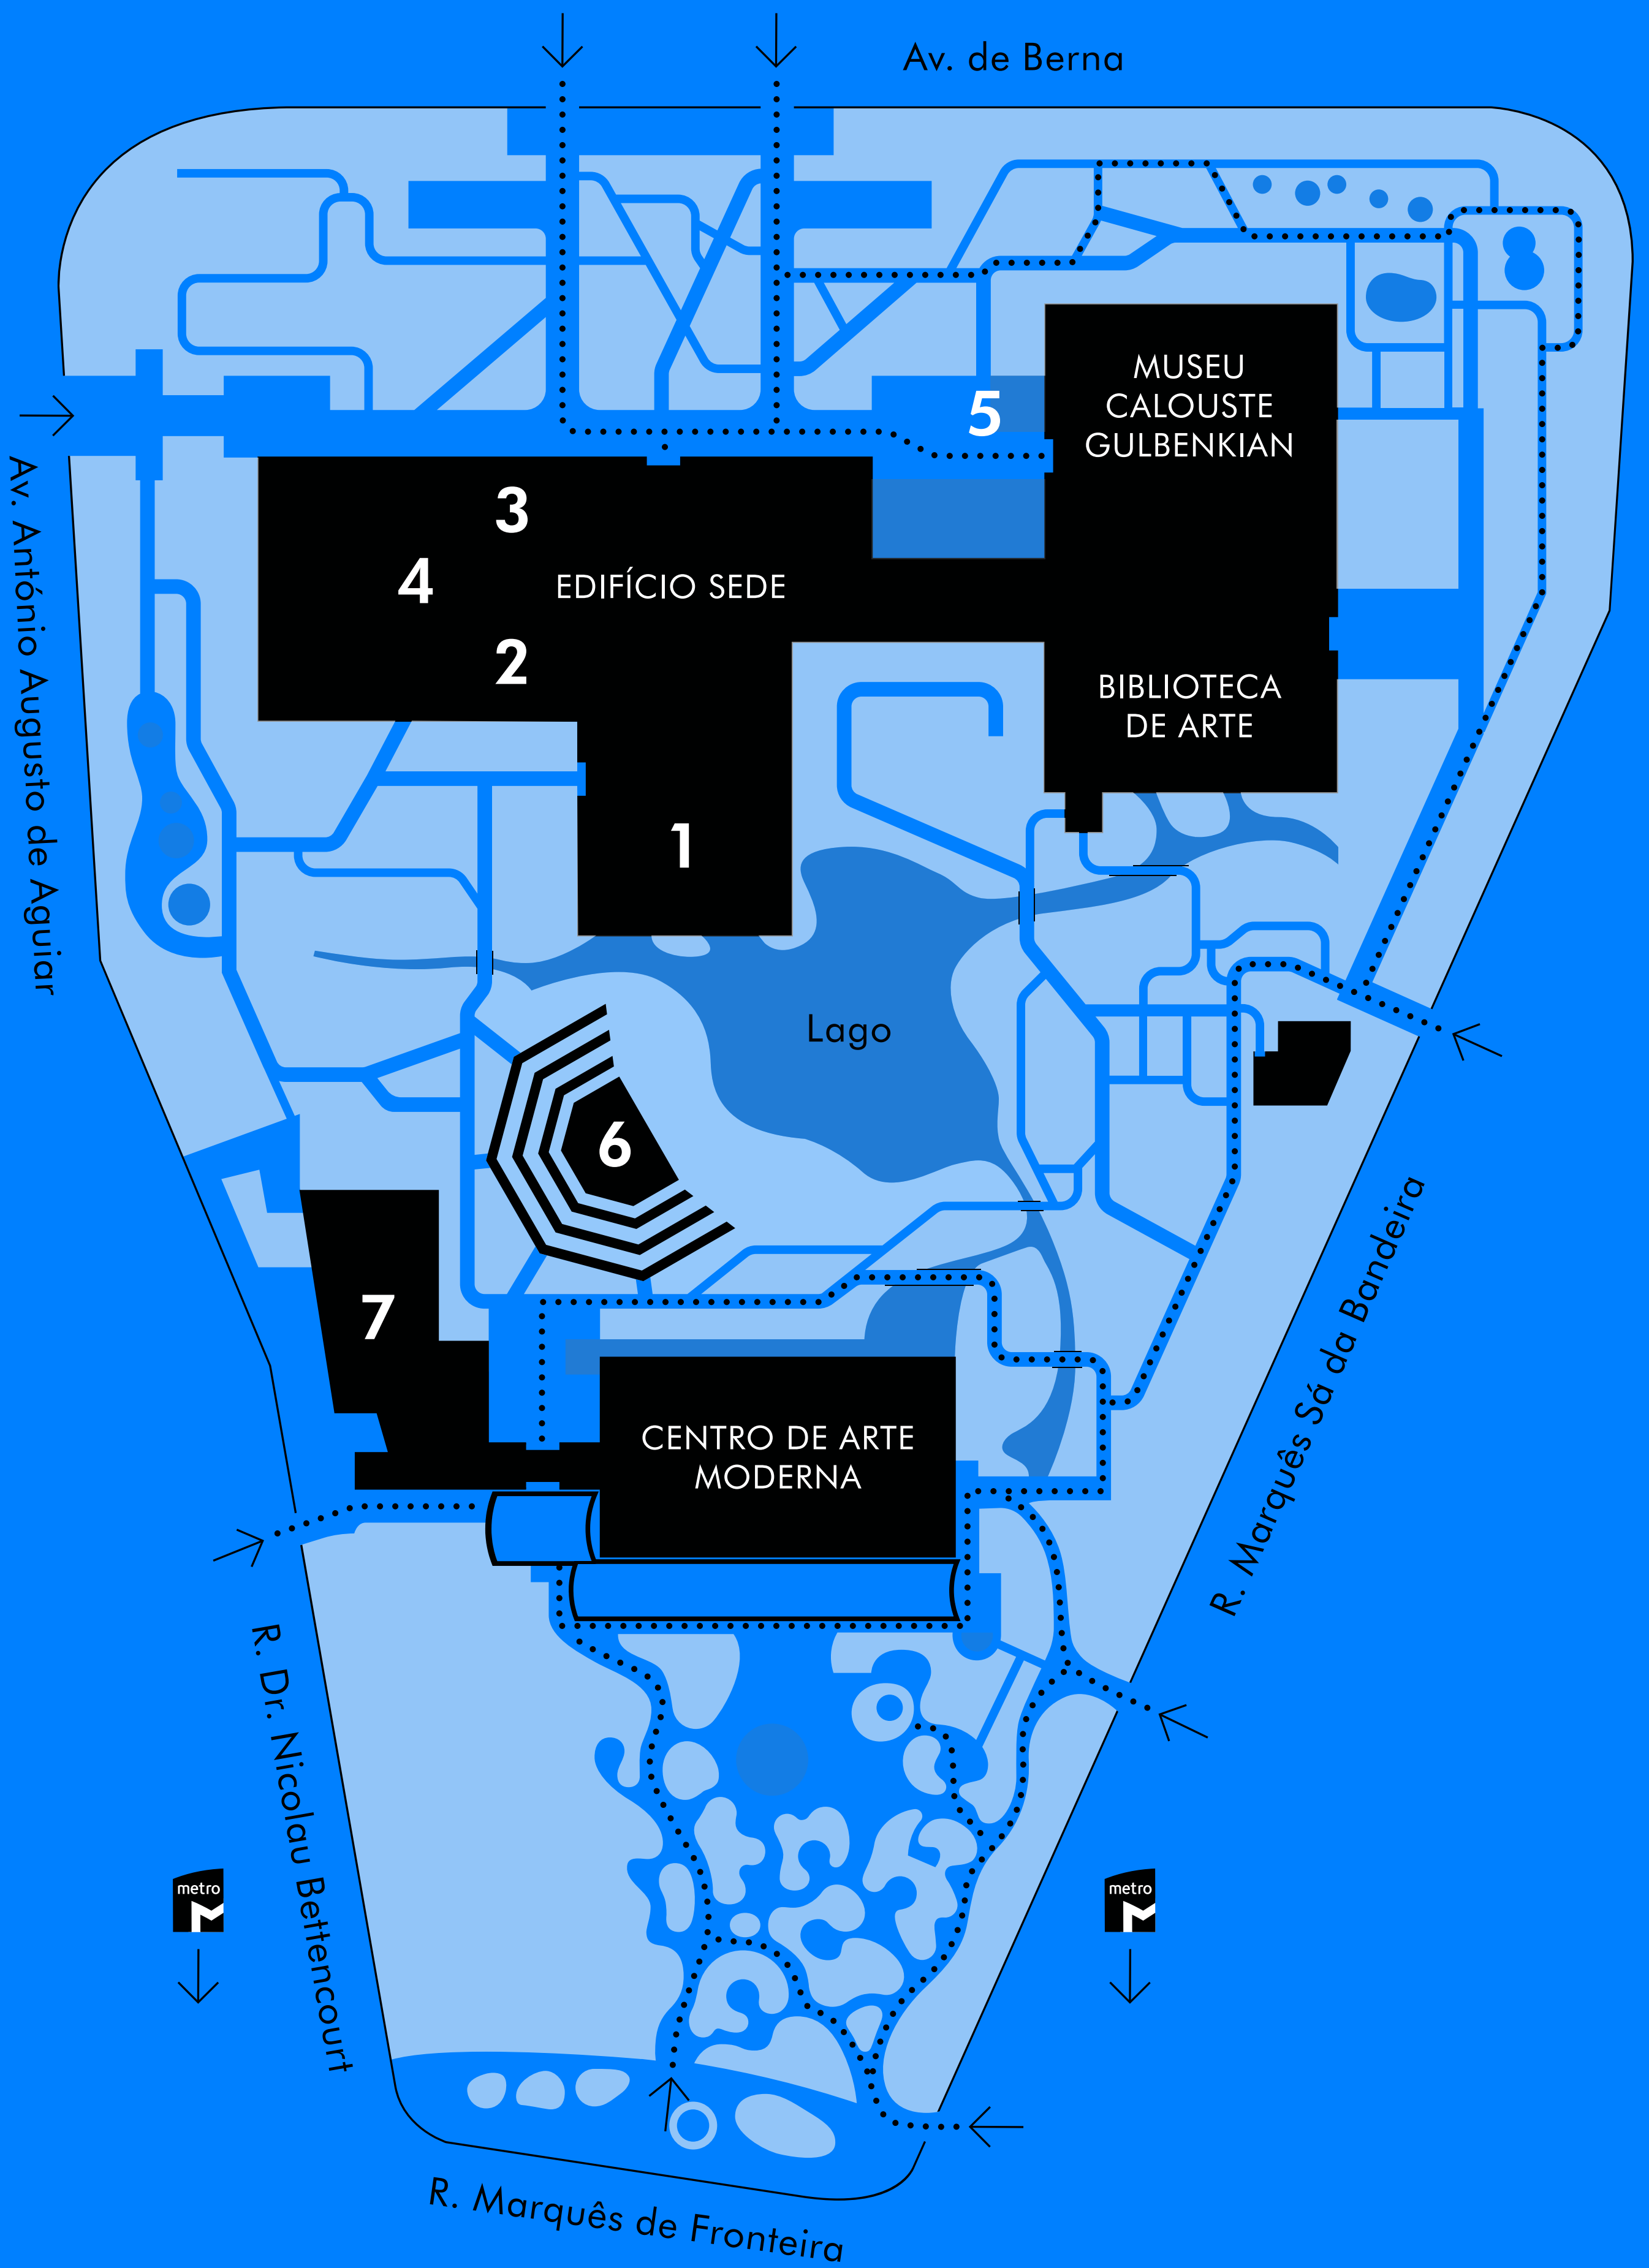 Av. de Berna
MUSEU
CALOUSTE
GULBENKIAN
5
Av. António Augusto de Aguiar
3
4
EDIFÍCIO SEDE
2
BIBLIOTECA
DE ARTE
1
Lago
6
7
R. Marquês Sá da Bandeira
CENTRO DE ARTE
MODERNA
R. Dr. Nicolau Bettencourt
metro
metro
R. Marquês de Fronteira